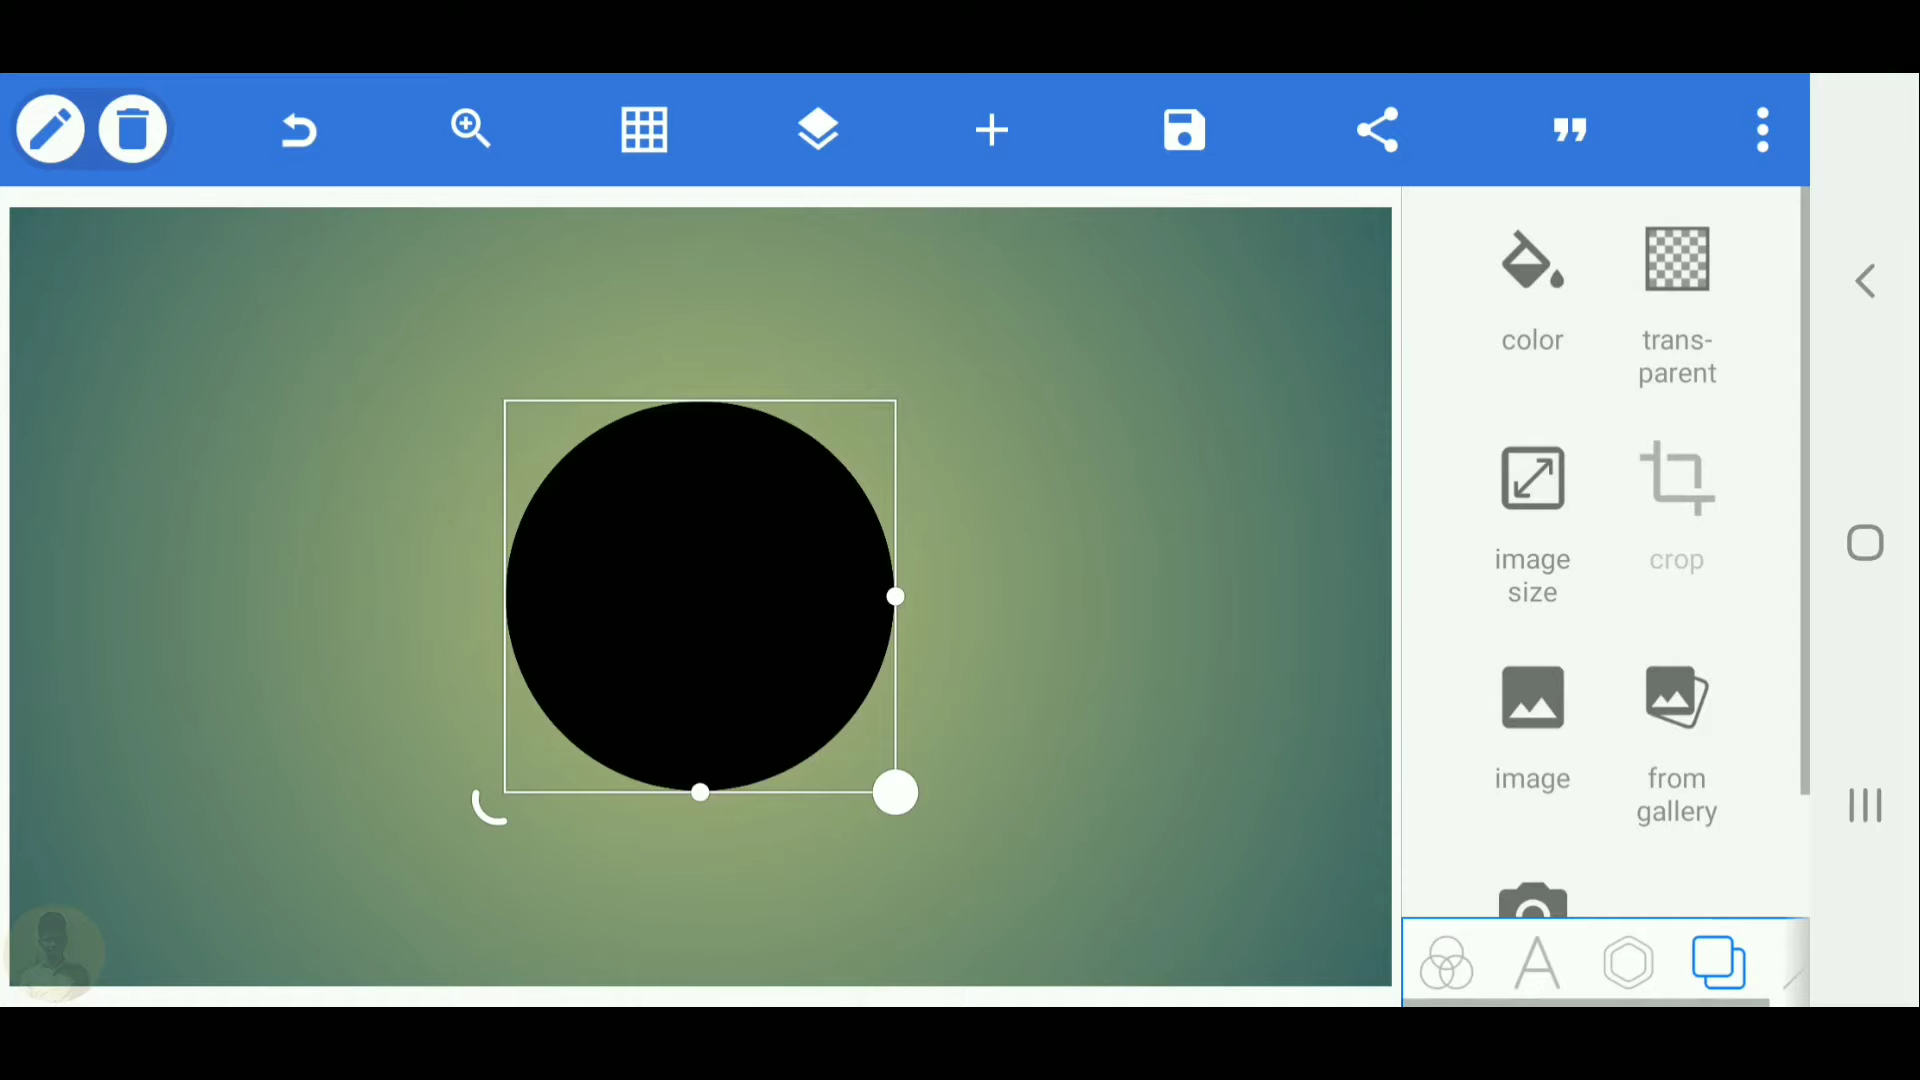 color
trans-
parent
image
size
crop
image
from
gallery